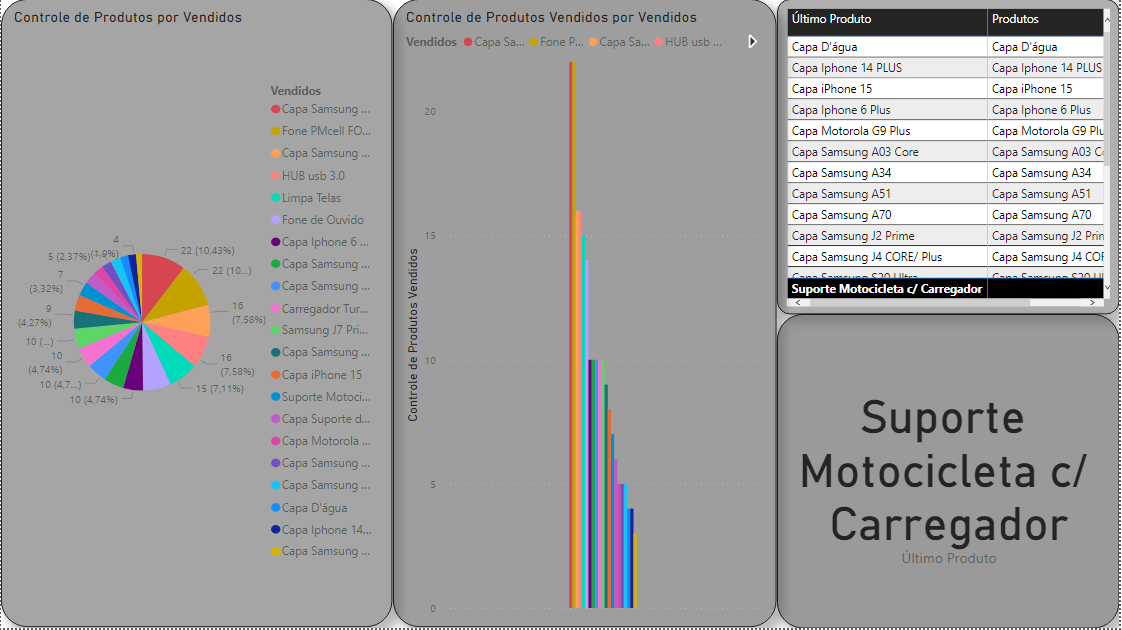 Controle de Produtos por Vendidos
Vendidos
Capa Samsung ...
Fone PMcell FO...
Capa Samsung ...
HUB usb 3.0
Limpa Telas
Fone de Ouvido
Capa Iphone 6 ...
Capa Samsung ...
Capa Samsung ...
Carregador Tur...
Samsung J7 Pri...
Capa Samsung ...
Capa iPhone 15
Suporte Motoci...
Capa Suporte d...
Capa Motorola ...
Capa Samsung ...
Capa Samsung ...
Capa D'água
Capa Iphone 14...
Capa Samsung ...
22 (10,43%)
22 (10...)
16
(7,58%)
16
(7,58%)
15 (7,11%)
10 (4,74%)
10 (4,7...)
10
(4,74%)
10 (...)
9
(4,27%)
7
(3,32%)
5 (2,37%)
4
(1,9%)
Controle de Produtos Vendidos por Vendidos
Vendidos Capa Sa... Fone P... Capa Sa... HUB usb ...
Controle de Produtos Vendidos
20
15
10
5
0
Último Produto Produtos
Capa D'água Capa D'água
Capa Iphone 14 PLUS Capa Iphone 14 PLUS
Capa iPhone 15 Capa iPhone 15
Capa Iphone 6 Plus Capa Iphone 6 Plus
Capa Motorola G9 Plus Capa Motorola G9 Plu
Capa Samsung A03 Core Capa Samsung A03 Co
Capa Samsung A34 Capa Samsung A34
Capa Samsung A51 Capa Samsung A51
Capa Samsung A70 Capa Samsung A70
Capa Samsung J2 Prime Capa Samsung J2 Prin
Capa Samsung J4 CORE/ Plus Capa Samsung J4 COF
Capa Samsung S20 Ultra Capa Samsung S20 Ul
Suporte Motocicleta c/ Carregador
Suporte
Motocicleta c/
Carregador
Último Produto